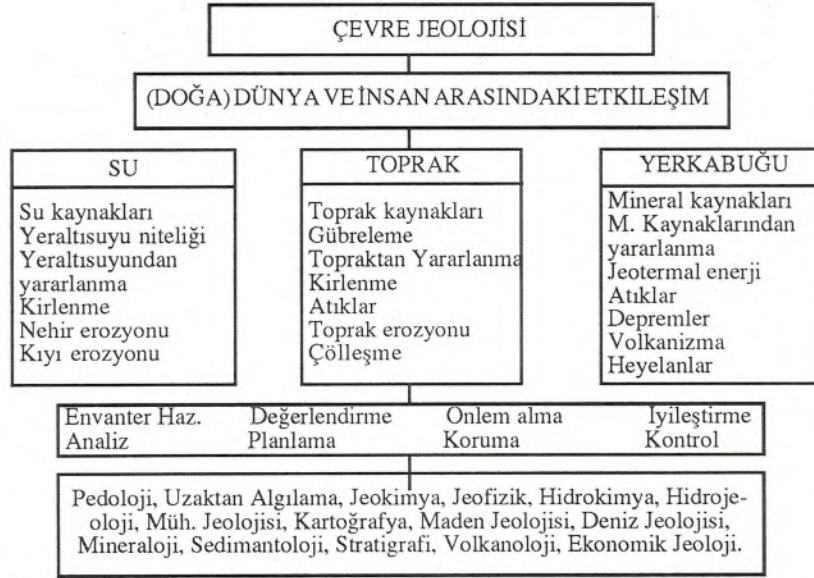 ÇEVRE JEOLOJİSİ
(DOĞA) DÜNYA VE İNSAN ARASINDAKİ ETKİLEŞİM
SU
Su kaynakları
Yeraltısuyu niteliği
Yeraltısuyundan
yararlanma
Kirlenme
Nehir erozyonu
Kıyı erozyonu
TOPRAK
Toprak kaynakları
Gübreleme
Topraktan Yararlanma
Kirlenme
Atıklar
Toprak erozyonu
Çölleşme
YERKABUĞU
Mineral kaynakları
M. Kaynaklarından
yararlanma
Jeotermal enerji
Atıklar
Depremler
Volkanizma
Heyelanlar
Envanter Haz. Değerlendirme Önlem alma İyileştirme
Analiz Planlama Koruma Kontrol
Pedoloji, Uzaktan Algılama, Jeokimya, Jeofizik, Hidrokimya, Hidroje-
oloji, Müh. Jeolojisi, Kartoğrafya, Maden Jeolojisi, Deniz Jeolojisi,
Mineraloji, Sedimantoloji, Stratigrafi, Volkanoloji, Ekonomik Jeoloji.